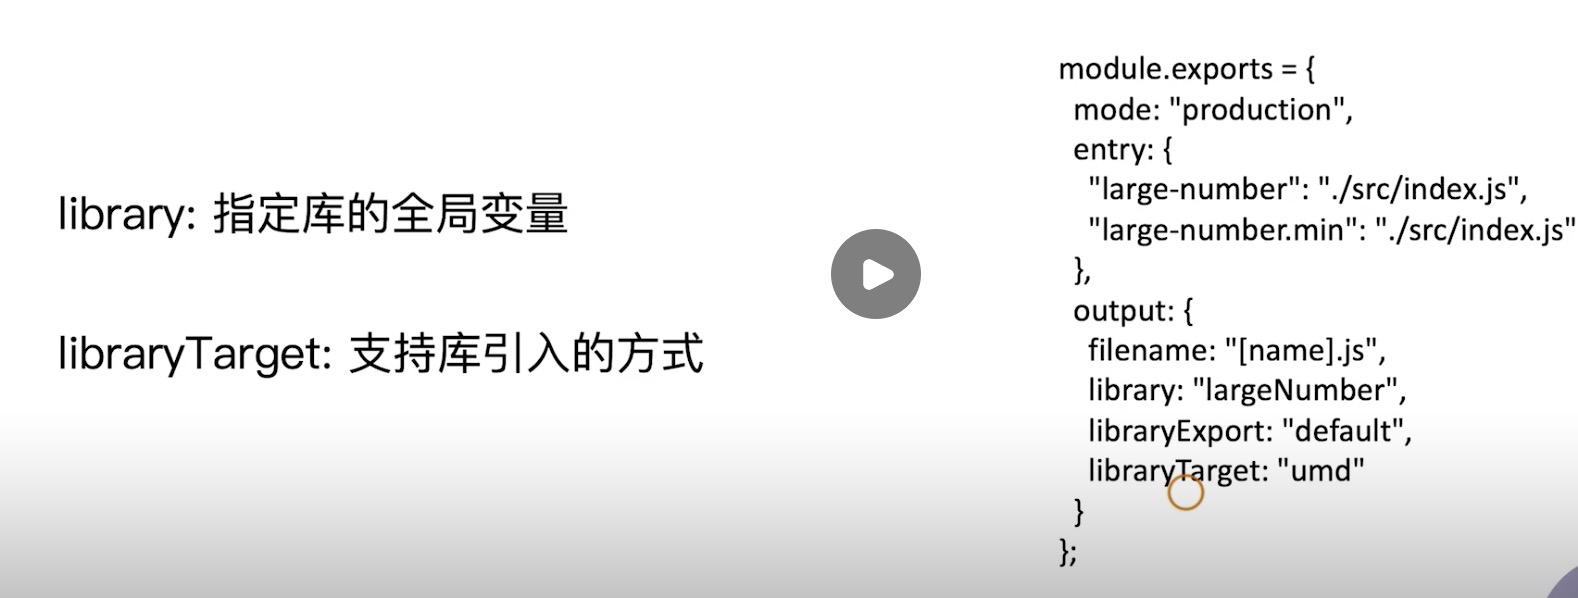 library: 指定库的全局变量
libraryTarget: 支持库引入的方式
module.exports = {
mode: "production",
entry: {
"large-number": "./src/index.js",
"large-number.min": "./src/index.js"
},
output: {
filename: "[name].js",
library: "largeNumber",
libraryExport: "default",
libraryTarget: "umd"
}
};